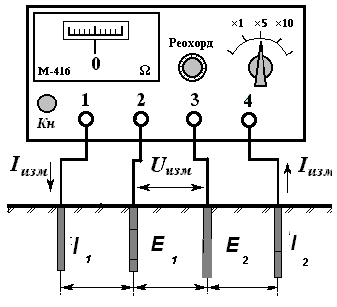 ×1 ×5 ×10
Реохорд
0
М-416 Ω
Кн
1 2 3 4
Iизм Uизм Iизм
I1 E1 E2 I2